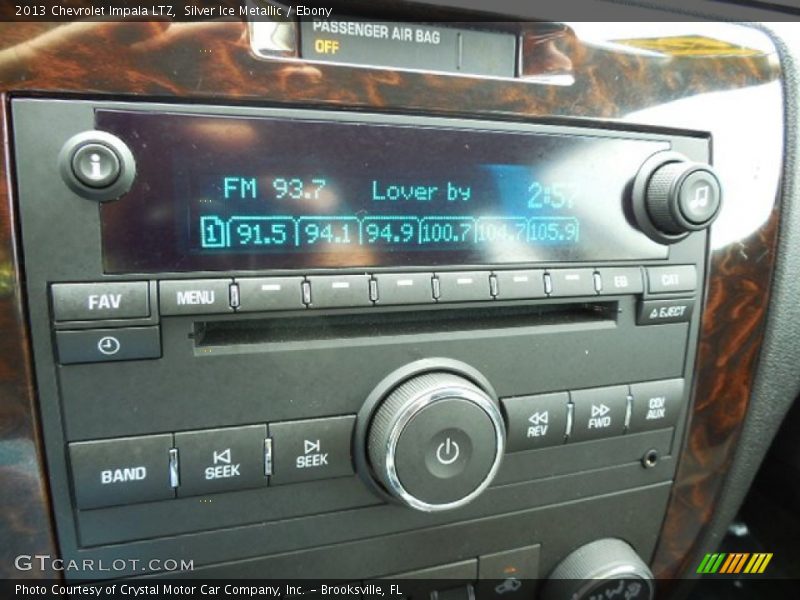 2013 Chevrolet Impala LTZ,  Silver Ice Metallic / Ebony
PASSENGER AIR BAG
OFF
i
FM 93.7 Lover by 2:57
1 91.5 94.1 94.9 100.7 104.7 105.9
FAV MENU EQ CAT
EJECT
BAND SEEK SEEK REV FWD CD/
AUX
GTCARLOT.COM
Photo Courtesy of Crystal Motor Car Company, Inc. – Brooksville, FL